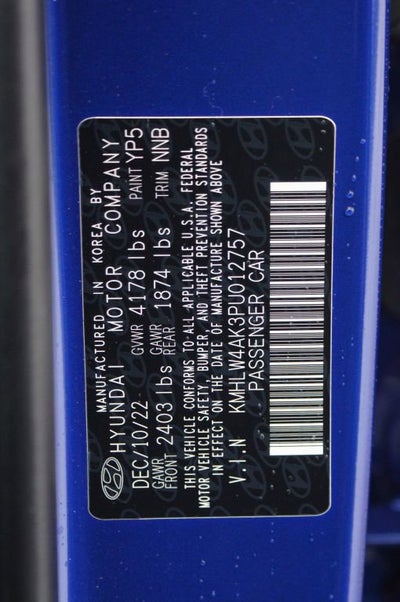 MANUFACTURED IN KOREA BY
HYUNDAI MOTOR COMPANY
DEC/10/22 GVWR 4178 lbs PAINT YP5
GAWR FRONT 2403 lbs GAWR REAR 1874 lbs TRIM NNB
THIS VEHICLE CONFORMS TO ALL APPLICABLE U.S.A. FEDERAL
MOTOR VEHICLE SAFETY, BUMPER, AND THEFT PREVENTION STANDARDS
IN EFFECT ON THE DATE OF MANUFACTURE SHOWN ABOVE
V.I.N KMHLW4AK3PU012757
PASSENGER CAR